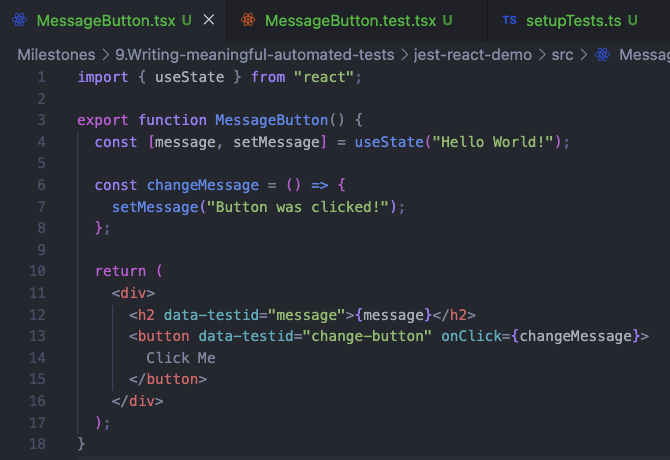 MessageButton.tsx U × MessageButton.test.tsx U TS setupTests.ts U
Milestones > 9.Writing-meaningful-automated-tests > jest-react-demo > src > Messag
1 import { useState } from "react";
2
3 export function MessageButton() {
4   const [message, setMessage] = useState("Hello World!");
5
6   const changeMessage = () => {
7     setMessage("Button was clicked!");
8   };
9
10   return (
11     <div>
12       <h2 data-testid="message">{message}</h2>
13       <button data-testid="change-button" onClick={changeMessage}>
14         Click Me
15       </button>
16     </div>
17   );
18 }